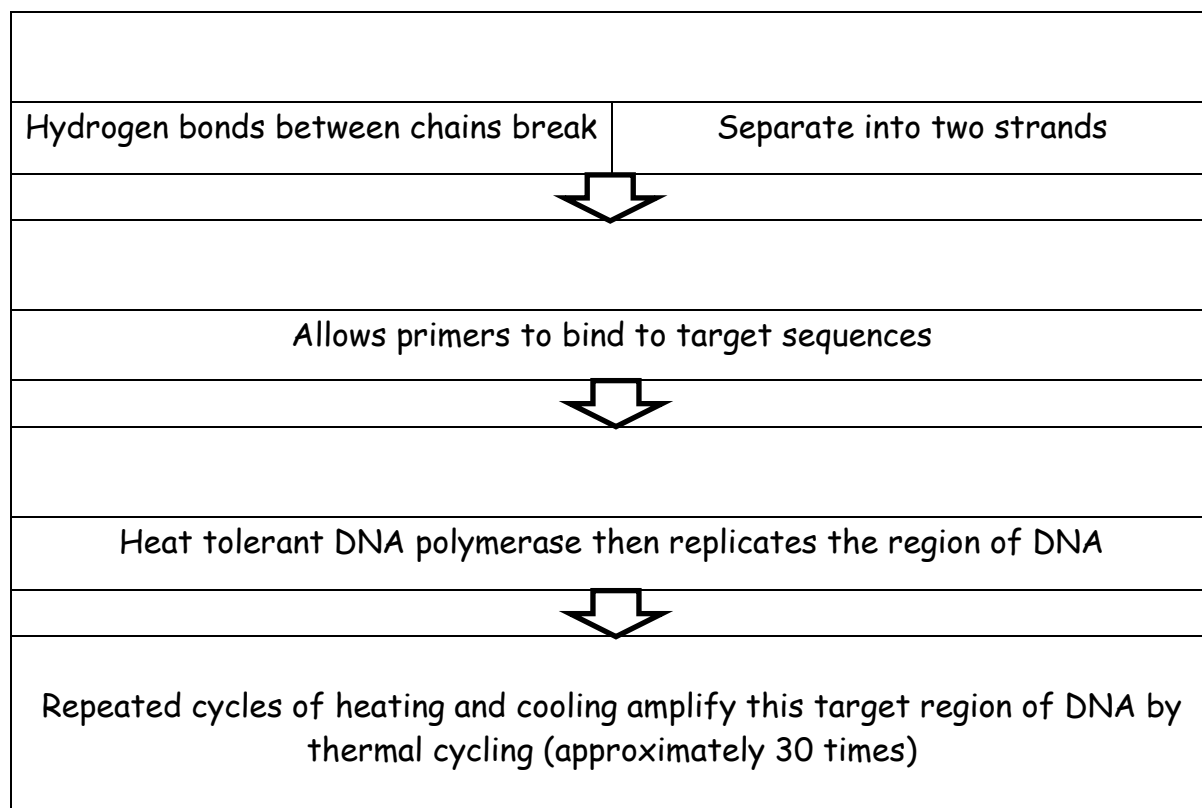 Hydrogen bonds between chains break
Separate into two strands
Allows primers to bind to target sequences
Heat tolerant DNA polymerase then replicates the region of DNA
Repeated cycles of heating and cooling amplify this target region of DNA by
thermal cycling (approximately 30 times)